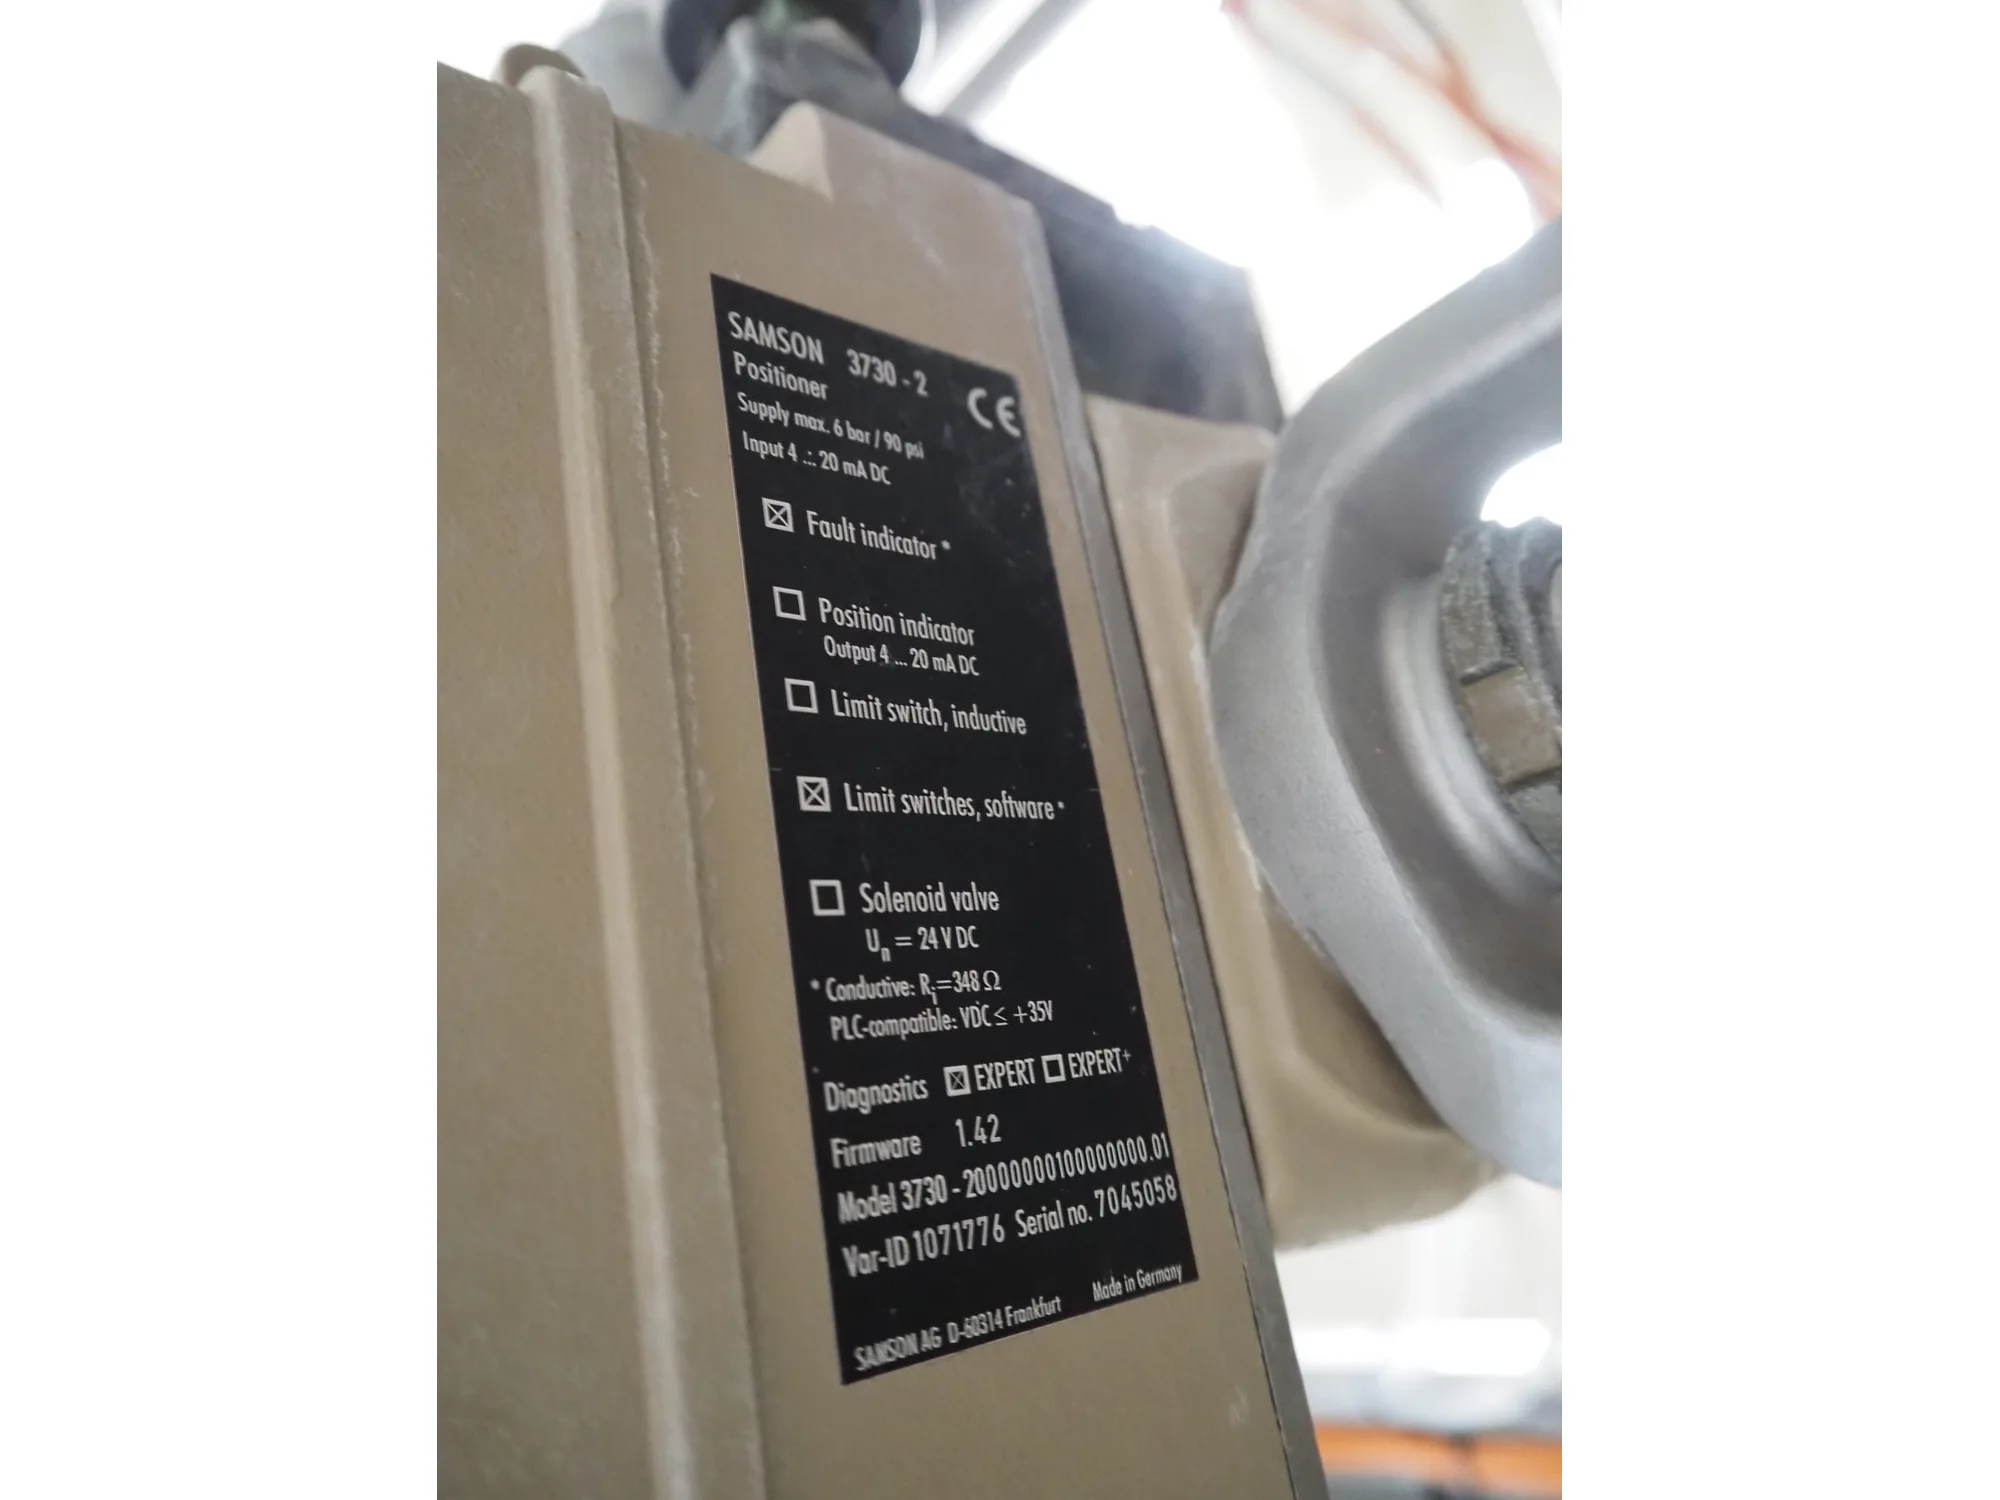 SAMSON 3730 - 2
Positioner
CE
Supply max. 6 bar / 90 psi
Input 4 ... 20 mA DC
☒ Fault indicator *
☐ Position indicator
Output 4 ... 20 mA DC
☐ Limit switch, inductive
☒ Limit switches, software *
☐ Solenoid valve
Un = 24 V DC
* Conductive: Ri=348 Ω
PLC-compatible: VDC ≤ +35V
Diagnostics ☒ EXPERT ☐ EXPERT+
Firmware 1.42
Model 3730 - 20000000100000000.01
Var-ID 1071776 Serial no. 7045058
SAMSON AG D-60314 Frankfurt Made in Germany